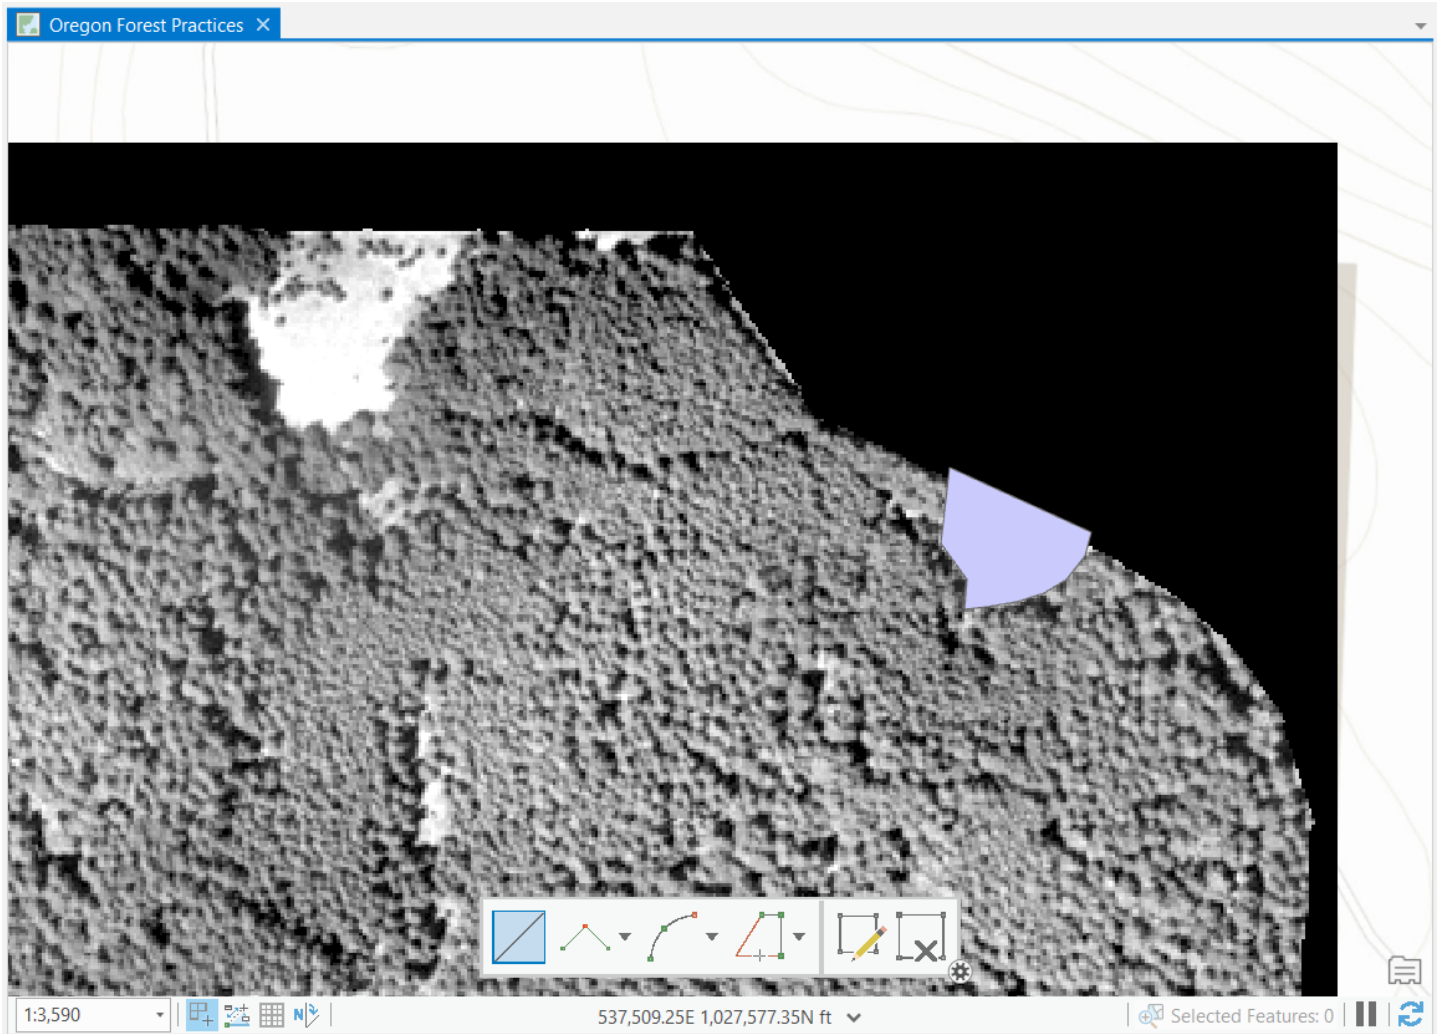 Oregon Forest Practices
1:3,590
N
537,509.25E 1,027,577.35N ft
Selected Features: 0